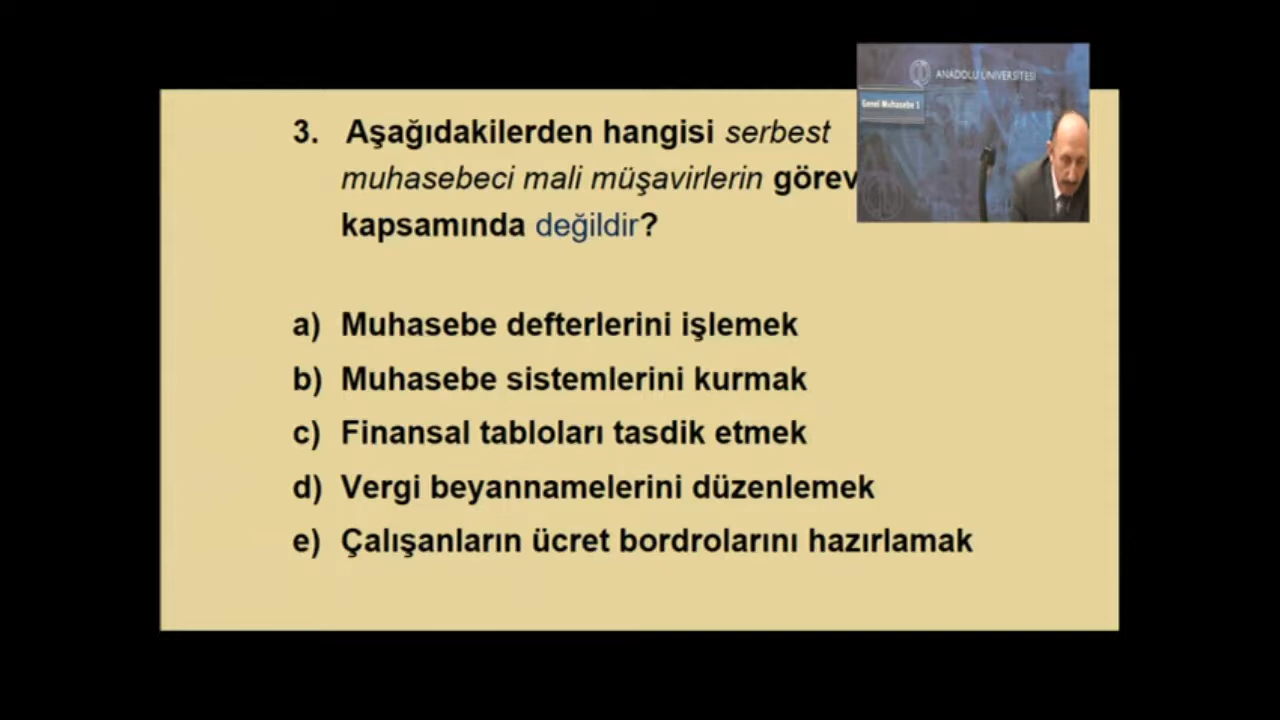 ANADOLU ÜNİVERSİTESİ
Genel Muhasebe 1
3. Aşağıdakilerden hangisi serbest
muhasebeci mali müşavirlerin görev
kapsamında değildir?
a) Muhasebe defterlerini işlemek
b) Muhasebe sistemlerini kurmak
c) Finansal tabloları tasdik etmek
d) Vergi beyannamelerini düzenlemek
e) Çalışanların ücret bordrolarını hazırlamak